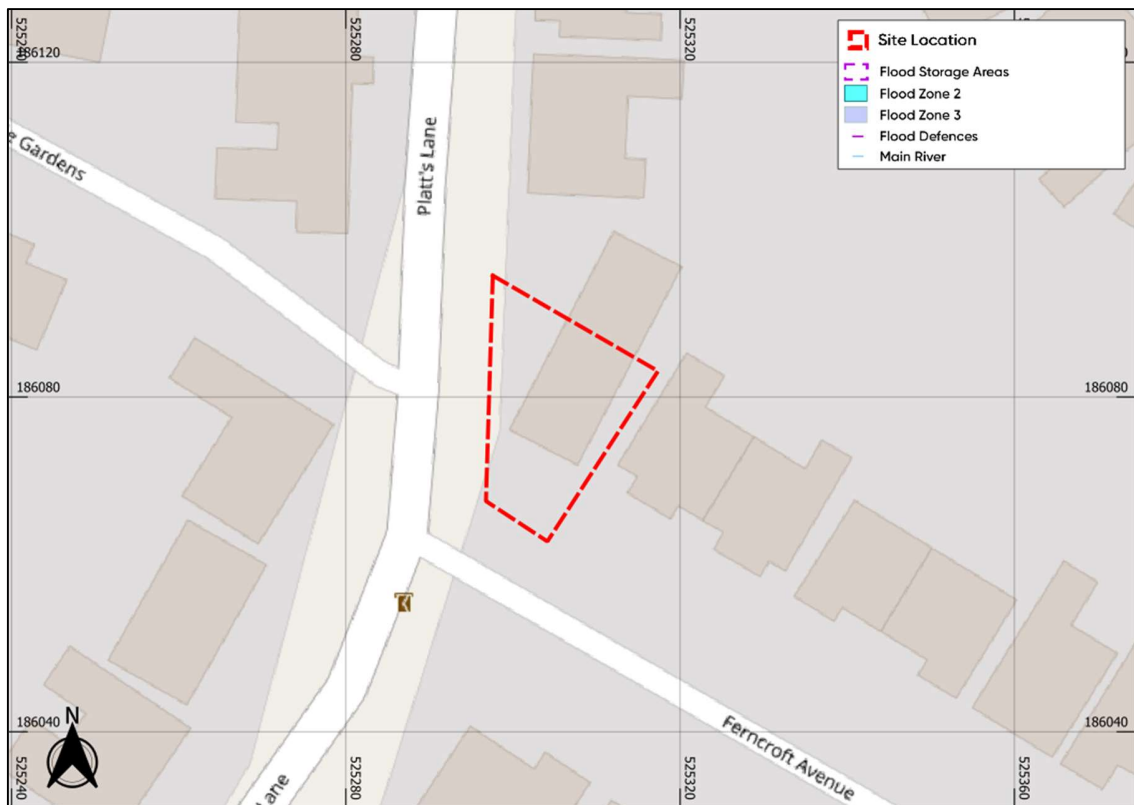 525240
525280
525320
186120
Site Location
Flood Storage Areas
Flood Zone 2
Flood Zone 3
Flood Defences
Main River
Gardens
Platt's Lane
186080
186080
N
186040
186040
Ferncroft Avenue
Lane
525240
525280
525320
525360